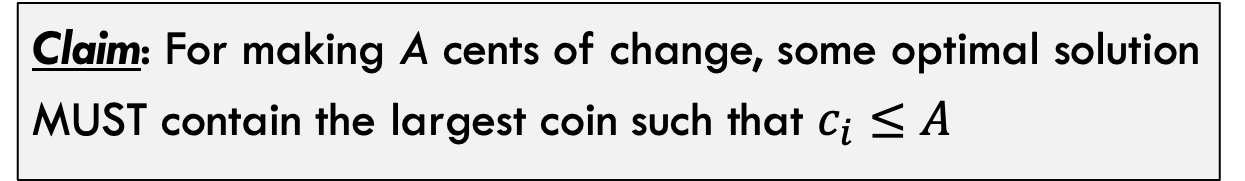 Claim: For making A cents of change, some optimal solution
MUST contain the largest coin such that cᵢ ≤ A